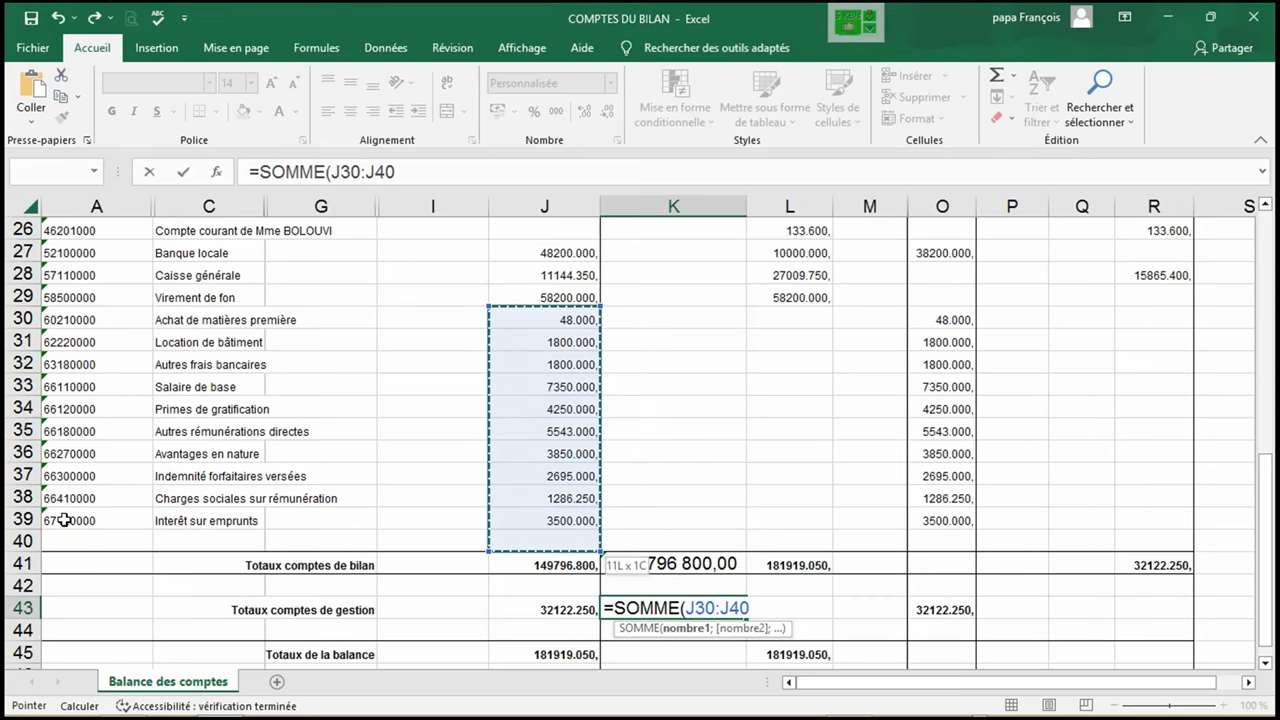 COMPTES DU BILAN - Excel
papa François
Fichier Accueil Insertion Mise en page Formules Données Révision Affichage Aide Rechercher des outils adaptés Partager
Coller
14
Personnalisée
Mise en forme conditionnelle
Mettre sous forme de tableau
Styles de cellules
Insérer
Supprimer
Format
Trier et filtrer
Rechercher et sélectionner
Presse-papiers Police Alignement Nombre Styles Cellules Édition
=SOMME(J30:J40
A C G I J K L M O P Q R S
26 46201000 Compte courant de Mme BOLOUVI 133.600, 133.600,
27 52100000 Banque locale 48200.000, 10000.000, 38200.000,
28 57110000 Caisse générale 11144.350, 27009.750, 15865.400,
29 58500000 Virement de fon 58200.000, 58200.000,
30 60210000 Achat de matières première 48.000, 48.000,
31 62220000 Location de bâtiment 1800.000, 1800.000,
32 63180000 Autres frais bancaires 1800.000, 1800.000,
33 66110000 Salaire de base 7350.000, 7350.000,
34 66120000 Primes de gratification 4250.000, 4250.000,
35 66180000 Autres rémunérations directes 5543.000, 5543.000,
36 66270000 Avantages en nature 3850.000, 3850.000,
37 66300000 Indemnité forfaitaires versées 2695.000, 2695.000,
38 66410000 Charges sociales sur rémunération 1286.250, 1286.250,
39 Interêt sur emprunts 3500.000, 3500.000,
40
41 Totaux comptes de bilan 149796.800, 11L x 1C 796 800,00 181919.050, 32122.250,
42
43 Totaux comptes de gestion 32122.250, =SOMME(J30:J40 32122.250,
44 SOMME(nombre1; [nombre2]; ...)
45 Totaux de la balance 181919.050, 181919.050,
Balance des comptes
Pointer Calculer Accessibilité : vérification terminée 100 %